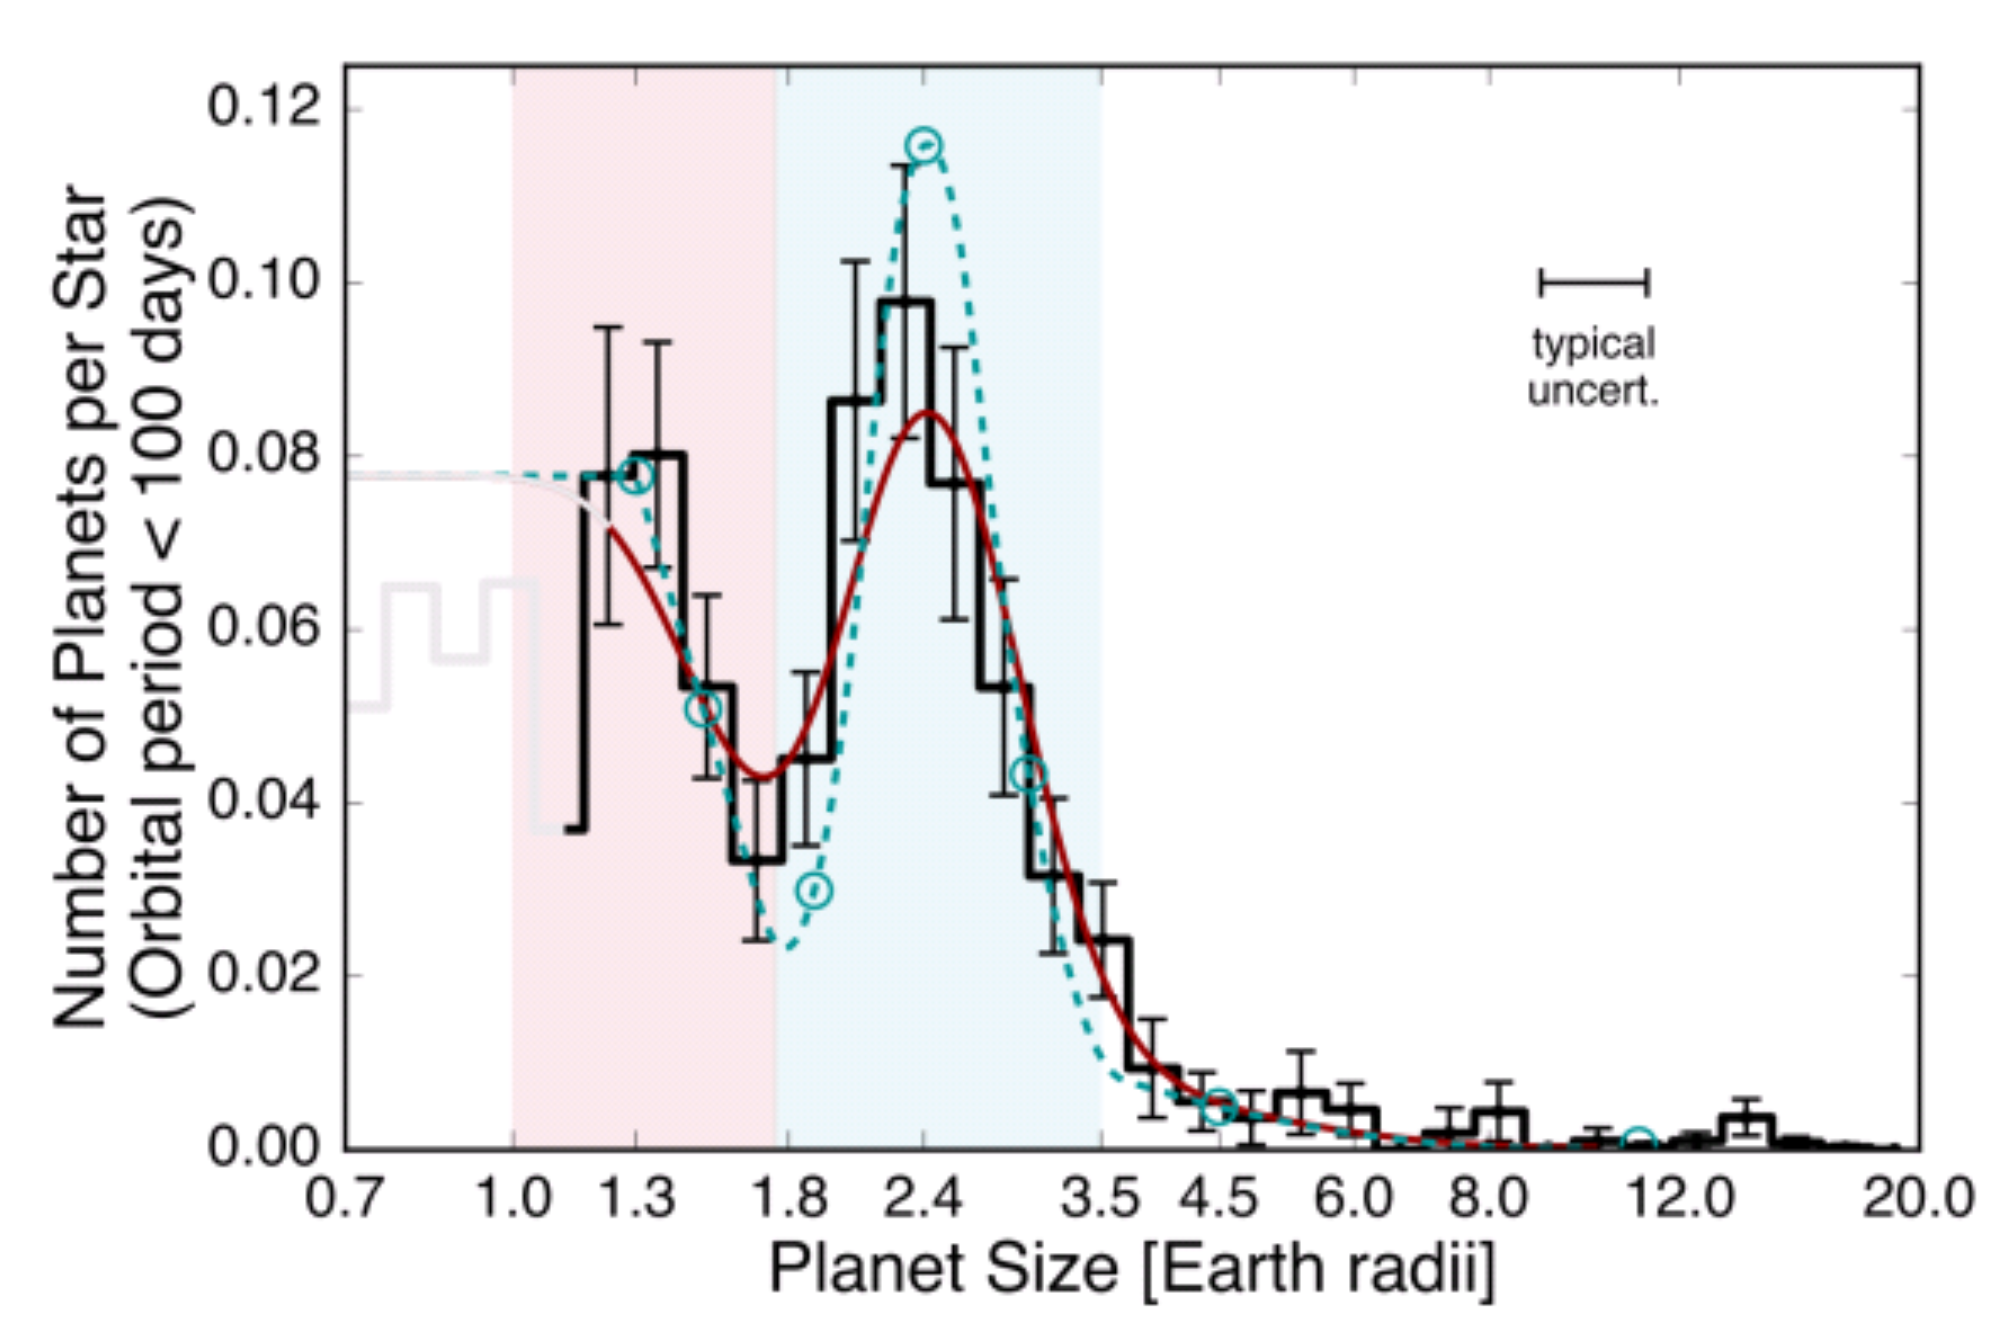 Number of Planets per Star
(Orbital period < 100 days)
0.12
0.10
0.08
0.06
0.04
0.02
0.00
typical
uncert.
0.7 1.0 1.3 1.8 2.4 3.5 4.5 6.0 8.0 12.0 20.0
Planet Size [Earth radii]